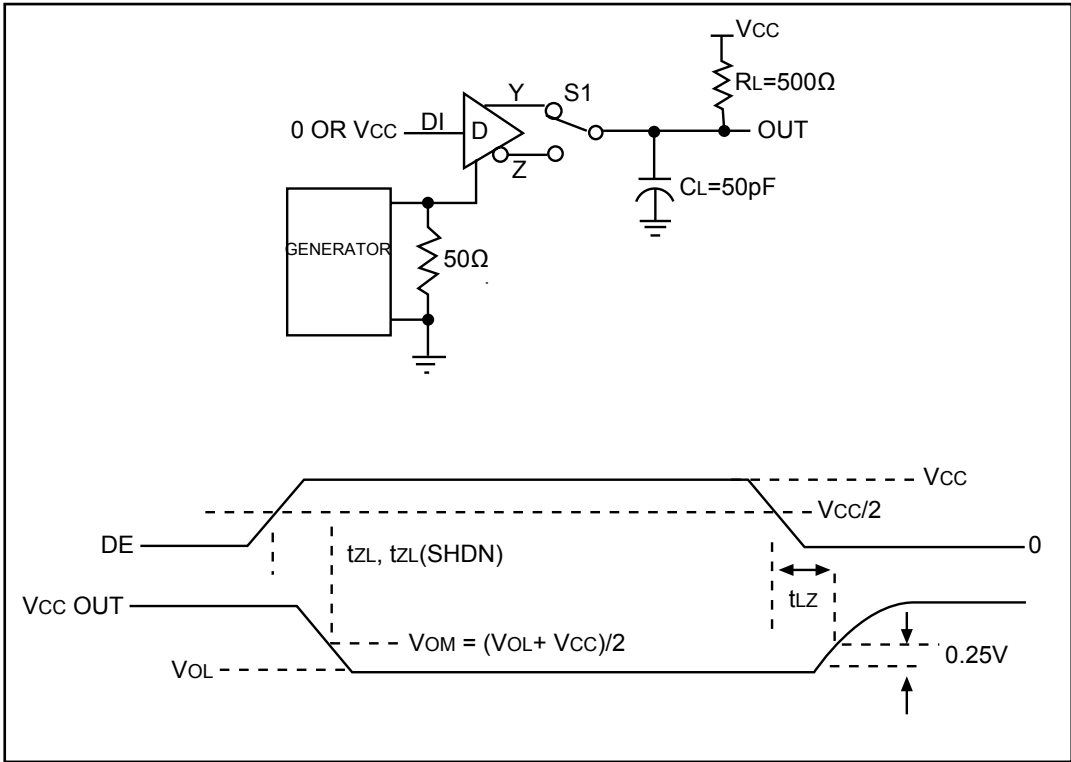 VCC
RL=500Ω
Y
S1
0 OR VCC
DI
D
OUT
Z
CL=50pF
GENERATOR
50Ω
VCC
VCC/2
DE
tZL, tZL(SHDN)
0
tLZ
VCC OUT
VOM = (VOL+ VCC)/2
0.25V
VOL